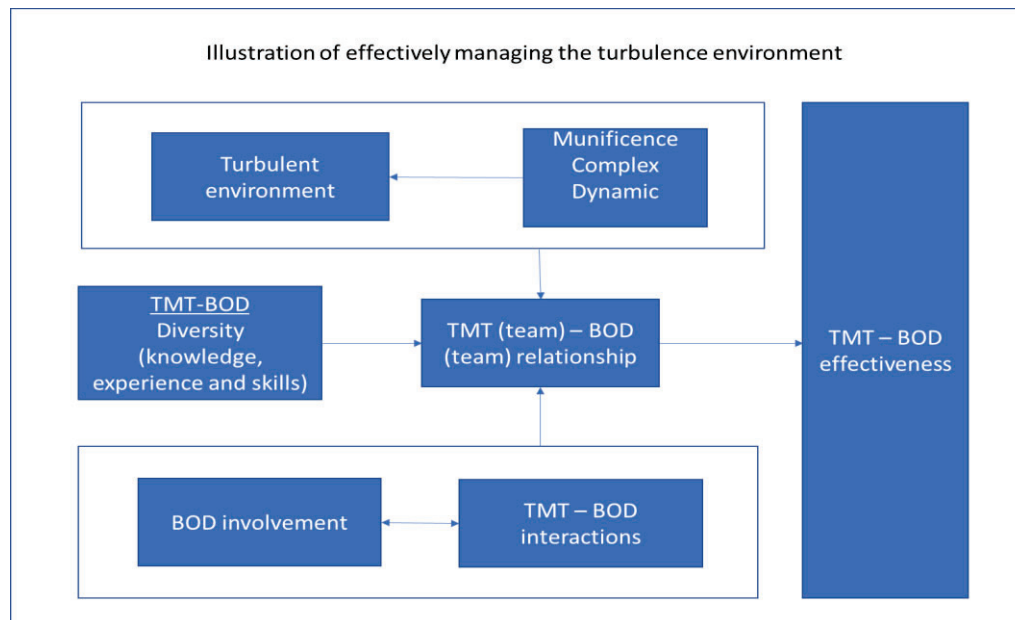 Illustration of effectively managing the turbulence environment
Turbulent
environment
Munificence
Complex
Dynamic
TMT-BOD
Diversity
(knowledge,
experience and skills)
TMT (team) – BOD
(team) relationship
TMT – BOD
effectiveness
BOD involvement
TMT – BOD
interactions